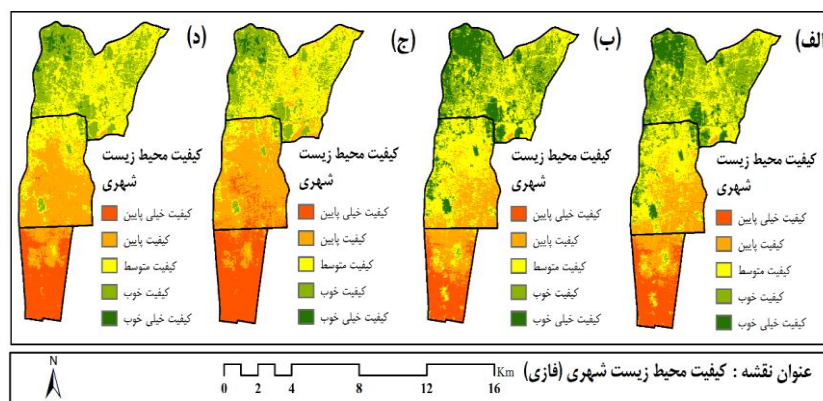 الف)
کیفیت محیط زیست
شهری
کیفیت خیلی پایین
کیفیت پایین
کیفیت متوسط
کیفیت خوب
کیفیت خیلی خوب
ب)
کیفیت محیط زیست
شهری
کیفیت خیلی پایین
کیفیت پایین
کیفیت متوسط
کیفیت خوب
کیفیت خیلی خوب
ج)
کیفیت محیط زیست
شهری
کیفیت خیلی پایین
کیفیت پایین
کیفیت متوسط
کیفیت خوب
کیفیت خیلی خوب
د)
کیفیت محیط زیست
شهری
کیفیت خیلی پایین
کیفیت پایین
کیفیت متوسط
کیفیت خوب
کیفیت خیلی خوب
عنوان نقشه : کیفیت محیط زیست شهری (فازی)
Km
0 2 4 8 12 16
N